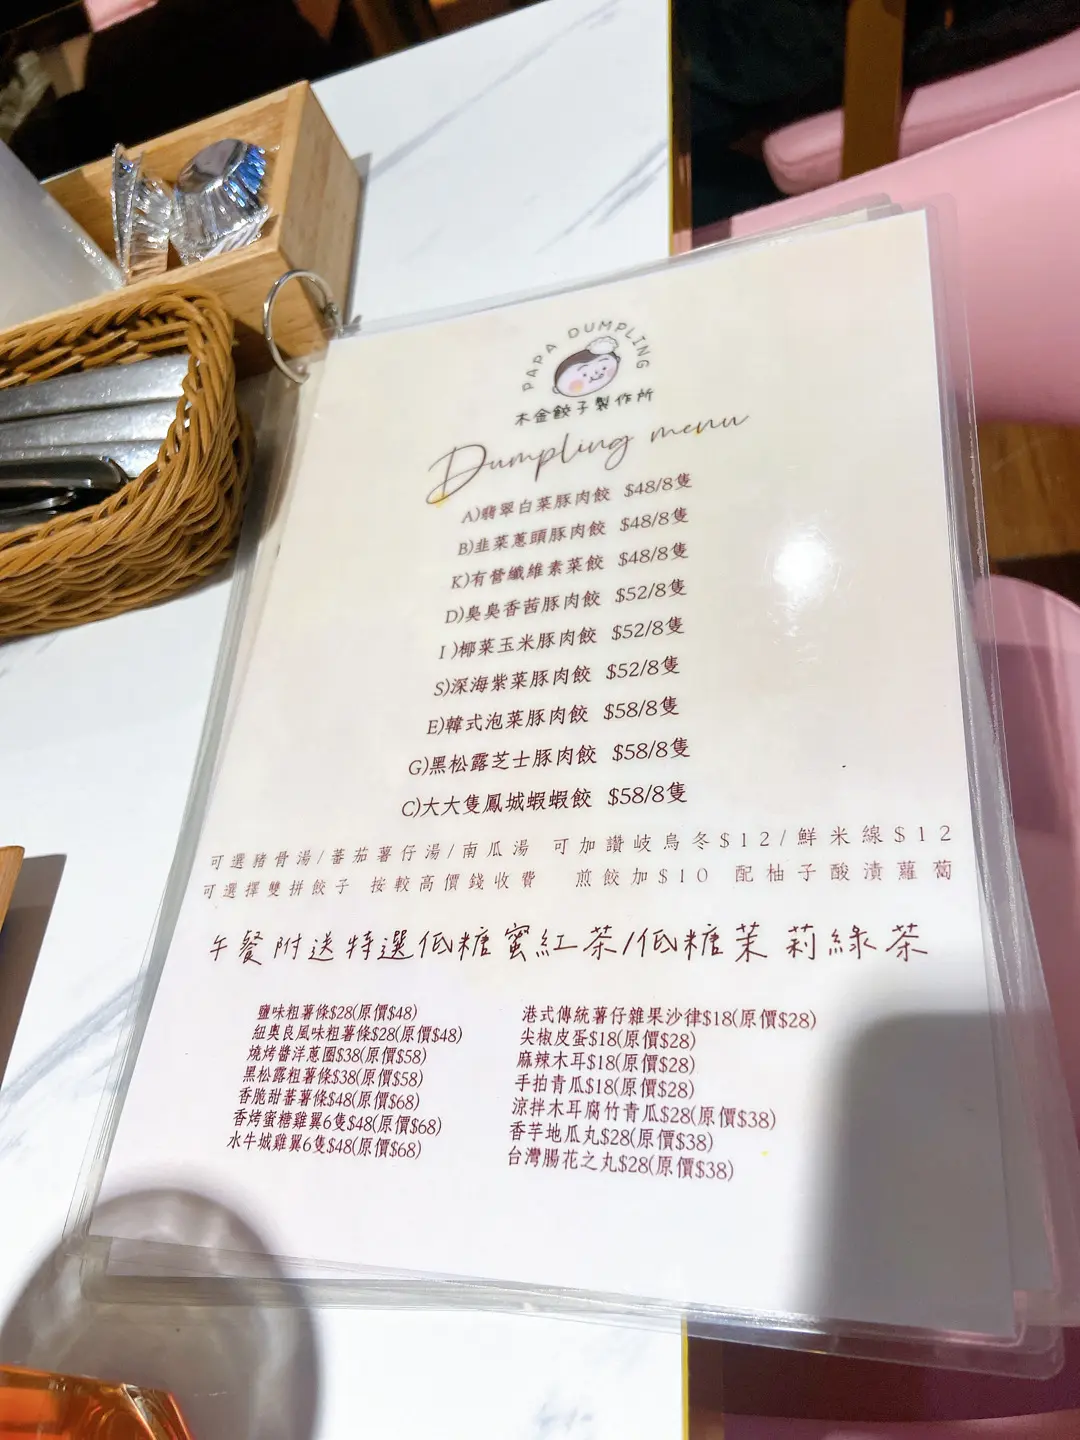 PAPA DUMPLING
木金餃子製作所
Dumpling menu
A)翡翠白菜豚肉餃 $48/8隻
B)韭菜蔥頭豚肉餃 $48/8隻
K)有營纖維素菜餃 $48/8隻
D)臭臭香茜豚肉餃 $52/8隻
I)椰菜玉米豚肉餃 $52/8隻
S)深海紫菜豚肉餃 $52/8隻
E)韓式泡菜豚肉餃 $58/8隻
G)黑松露芝士豚肉餃 $58/8隻
C)大大隻鳳城蝦蝦餃 $58/8隻
可選豬骨湯/蕃茄薯仔湯/南瓜湯 可加讚岐烏冬$12/鮮米線$12
可選擇雙拼餃子 按較高價錢收費 煎餃加$10 配柚子酸漬蘿蔔
午餐附送特選低糖蜜紅茶/低糖茉莉綠茶
鹽味粗薯條$28(原價$48)
紐奧良風味粗薯條$28(原價$48)
燒烤醬洋蔥圈$38(原價$58)
黑松露粗薯條$38(原價$58)
香脆甜蕃薯條$48(原價$68)
香烤蜜糖雞翼6隻$48(原價$68)
水牛城雞翼6隻$48(原價$68)
港式傳統薯仔雜果沙律$18(原價$28)
尖椒皮蛋$18(原價$28)
麻辣木耳$18(原價$28)
手拍青瓜$18(原價$28)
涼拌木耳腐竹青瓜$28(原價$38)
香芋地瓜丸$28(原價$38)
台灣腸花之丸$28(原價$38)